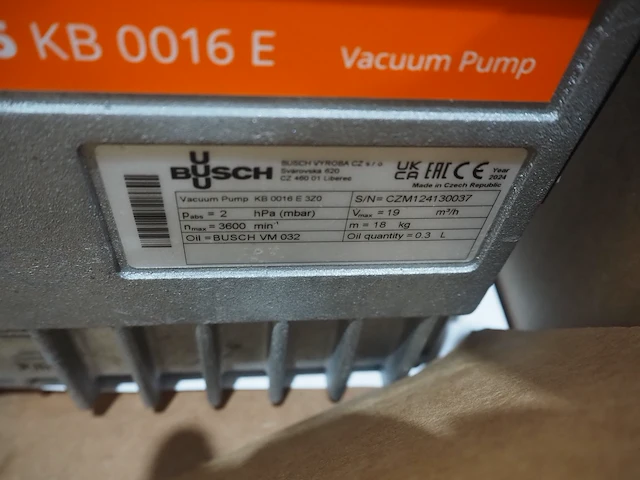 KB 0016 E
Vacuum Pump
BUSCH
BUSCH VYROBA CZ s.r.o.
Svárovská 620
CZ 460 01 Liberec
UK CA EAC CE Year 2024
Made in Czech Republic
Vacuum Pump KB 0016 E 3Z0 S/N= CZM124130037
Pabs = 2 hPa (mbar) Vmax = 19 m³/h
nmax = 3600 min⁻¹ m = 18 kg
Oil =BUSCH VM 032 Oil quantity =0.3 L